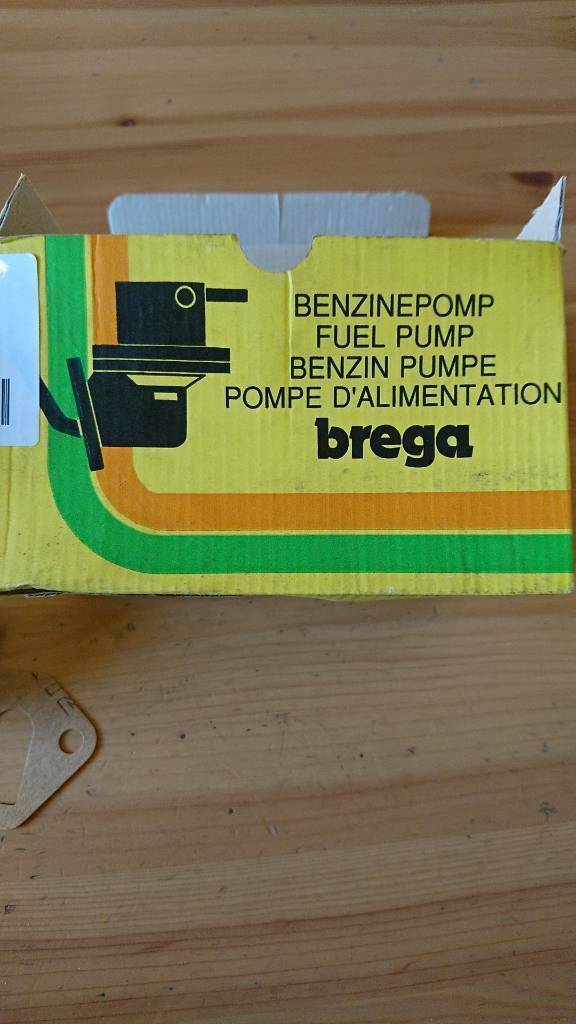 BENZINEPOMP
FUEL PUMP
BENZIN PUMPE
POMPE D'ALIMENTATION
brega